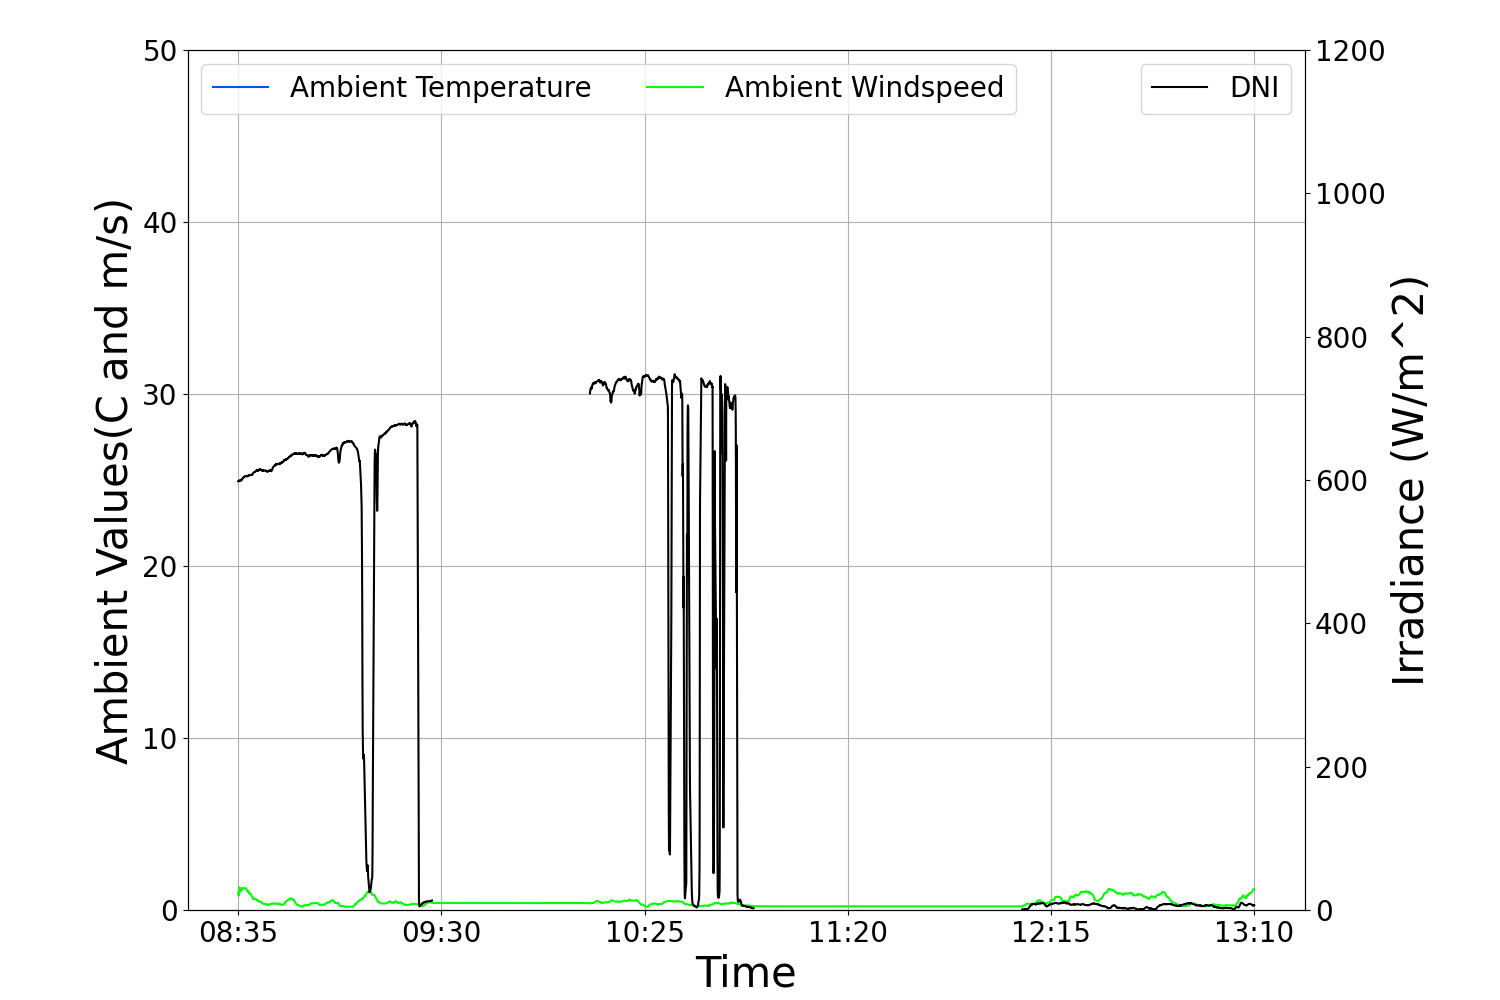 Ambient Temperature Ambient Windspeed DNI
Ambient Values(C and m/s)
50
40
30
20
10
0
1200
1000
800
600
400
200
0
Irradiance (W/m^2)
08:35 09:30 10:25 11:20 12:15 13:10
Time